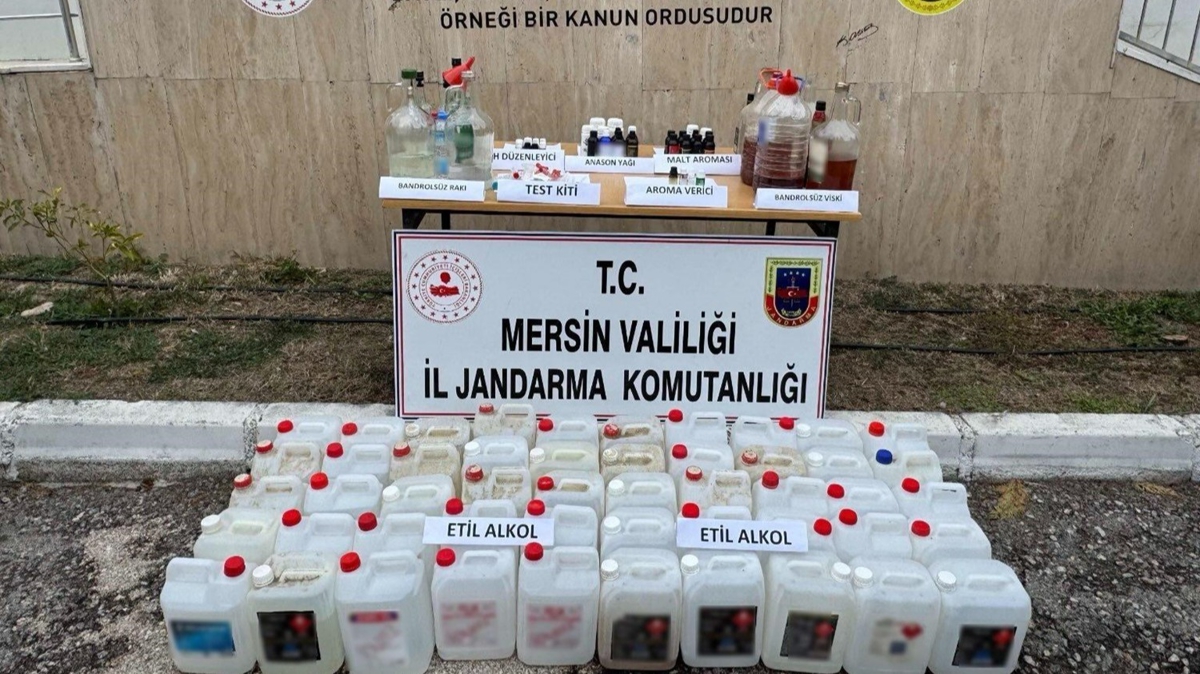 ÖRNEĞİ BİR KANUN ORDUSUDUR
H DÜZENLEYİCİ
ANASON YAĞI
MALT AROMASI
BANDROLSÜZ RAKI
TEST KİTİ
AROMA VERİCİ
BANDROLSÜZ VİSKİ
T.C.
MERSİN VALİLİĞİ
İL JANDARMA KOMUTANLIĞI
JANDARMA
ETİL ALKOL
ETİL ALKOL